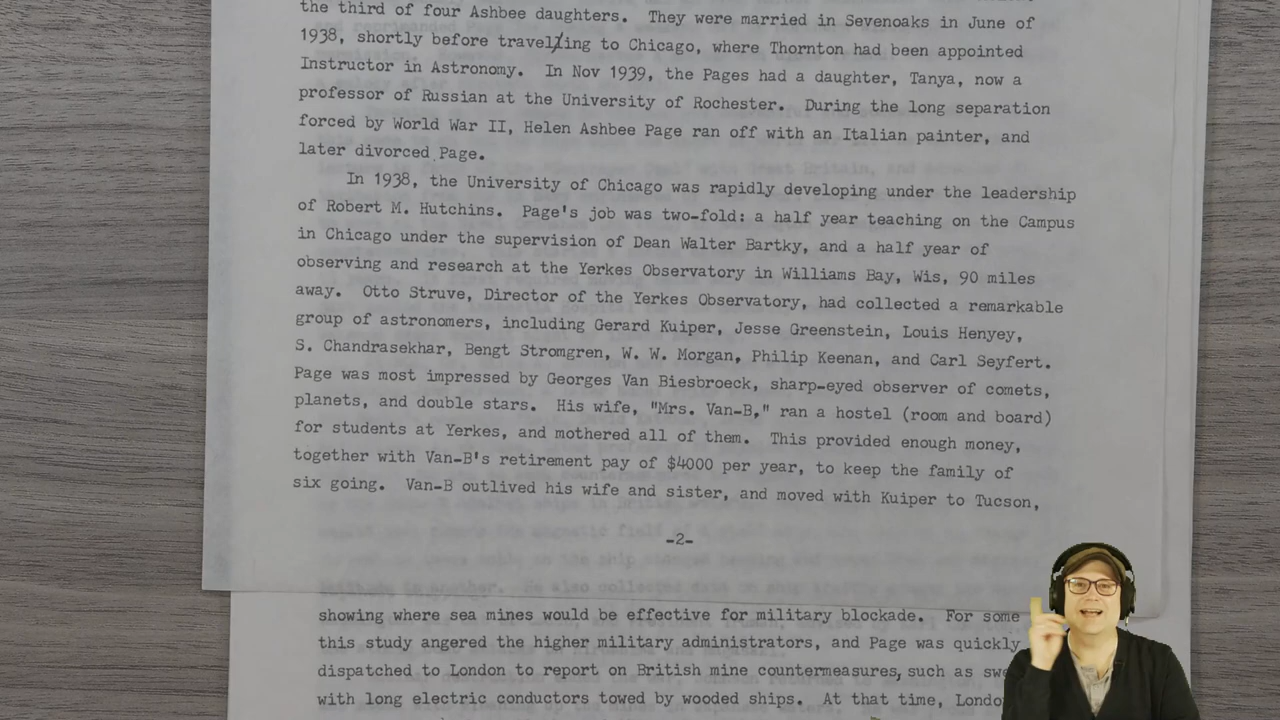 the third of four Ashbee daughters. They were married in Sevenoaks in June of
1938, shortly before travelling to Chicago, where Thornton had been appointed
Instructor in Astronomy. In Nov 1939, the Pages had a daughter, Tanya, now a
professor of Russian at the University of Rochester. During the long separation
forced by World War II, Helen Ashbee Page ran off with an Italian painter, and
later divorced Page.
In 1938, the University of Chicago was rapidly developing under the leadership
of Robert M. Hutchins. Page's job was two-fold: a half year teaching on the Campus
in Chicago under the supervision of Dean Walter Bartky, and a half year of
observing and research at the Yerkes Observatory in Williams Bay, Wis, 90 miles
away. Otto Struve, Director of the Yerkes Observatory, had collected a remarkable
group of astronomers, including Gerard Kuiper, Jesse Greenstein, Louis Henyey,
S. Chandrasekhar, Bengt Stromgren, W. W. Morgan, Philip Keenan, and Carl Seyfert.
Page was most impressed by Georges Van Biesbroeck, sharp-eyed observer of comets,
planets, and double stars. His wife, "Mrs. Van-B," ran a hostel (room and board)
for students at Yerkes, and mothered all of them. This provided enough money,
together with Van-B's retirement pay of $4000 per year, to keep the family of
six going. Van-B outlived his wife and sister, and moved with Kuiper to Tucson,
-2-
showing where sea mines would be effective for military blockade. For some
this study angered the higher military administrators, and Page was quickly
dispatched to London to report on British mine countermeasures, such as
with long electric conductors towed by wooded ships. At that time,